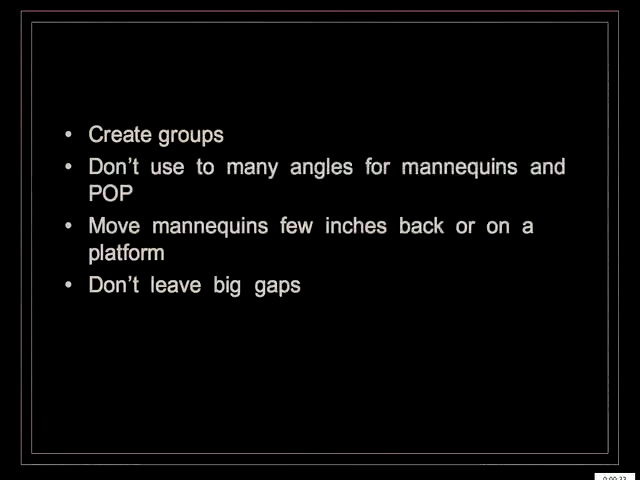 • Create groups
• Don't use to many angles for mannequins and
POP
• Move mannequins few inches back or on a
platform
• Don't leave big gaps